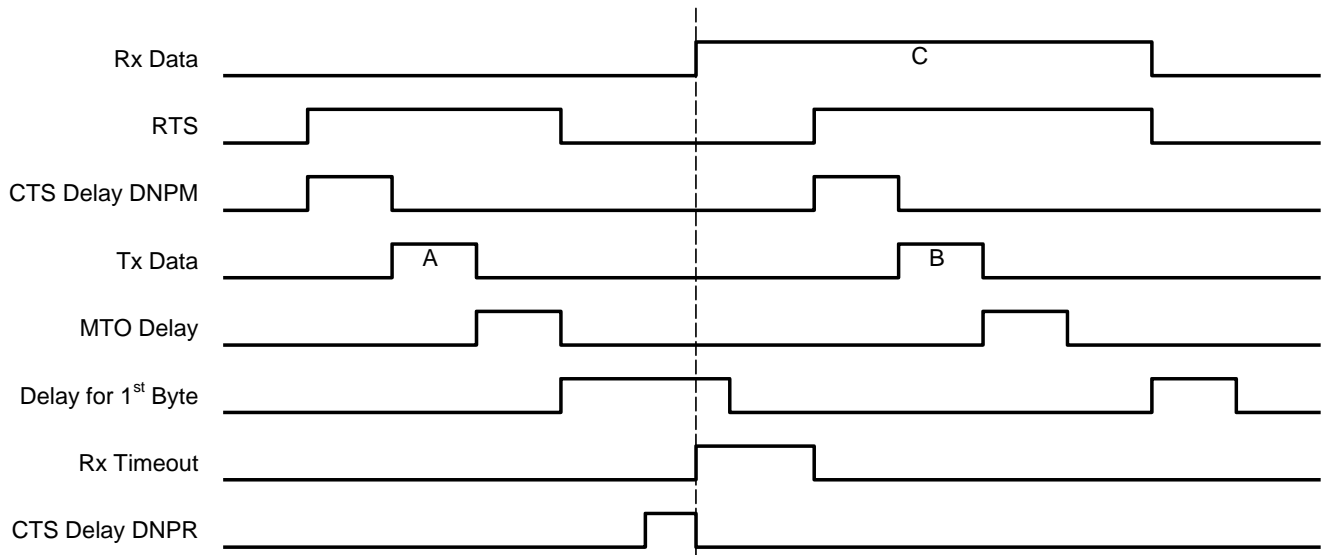 Rx Data
C
RTS
CTS Delay DNPM
Tx Data
A
B
MTO Delay
Delay for 1st Byte
Rx Timeout
CTS Delay DNPR